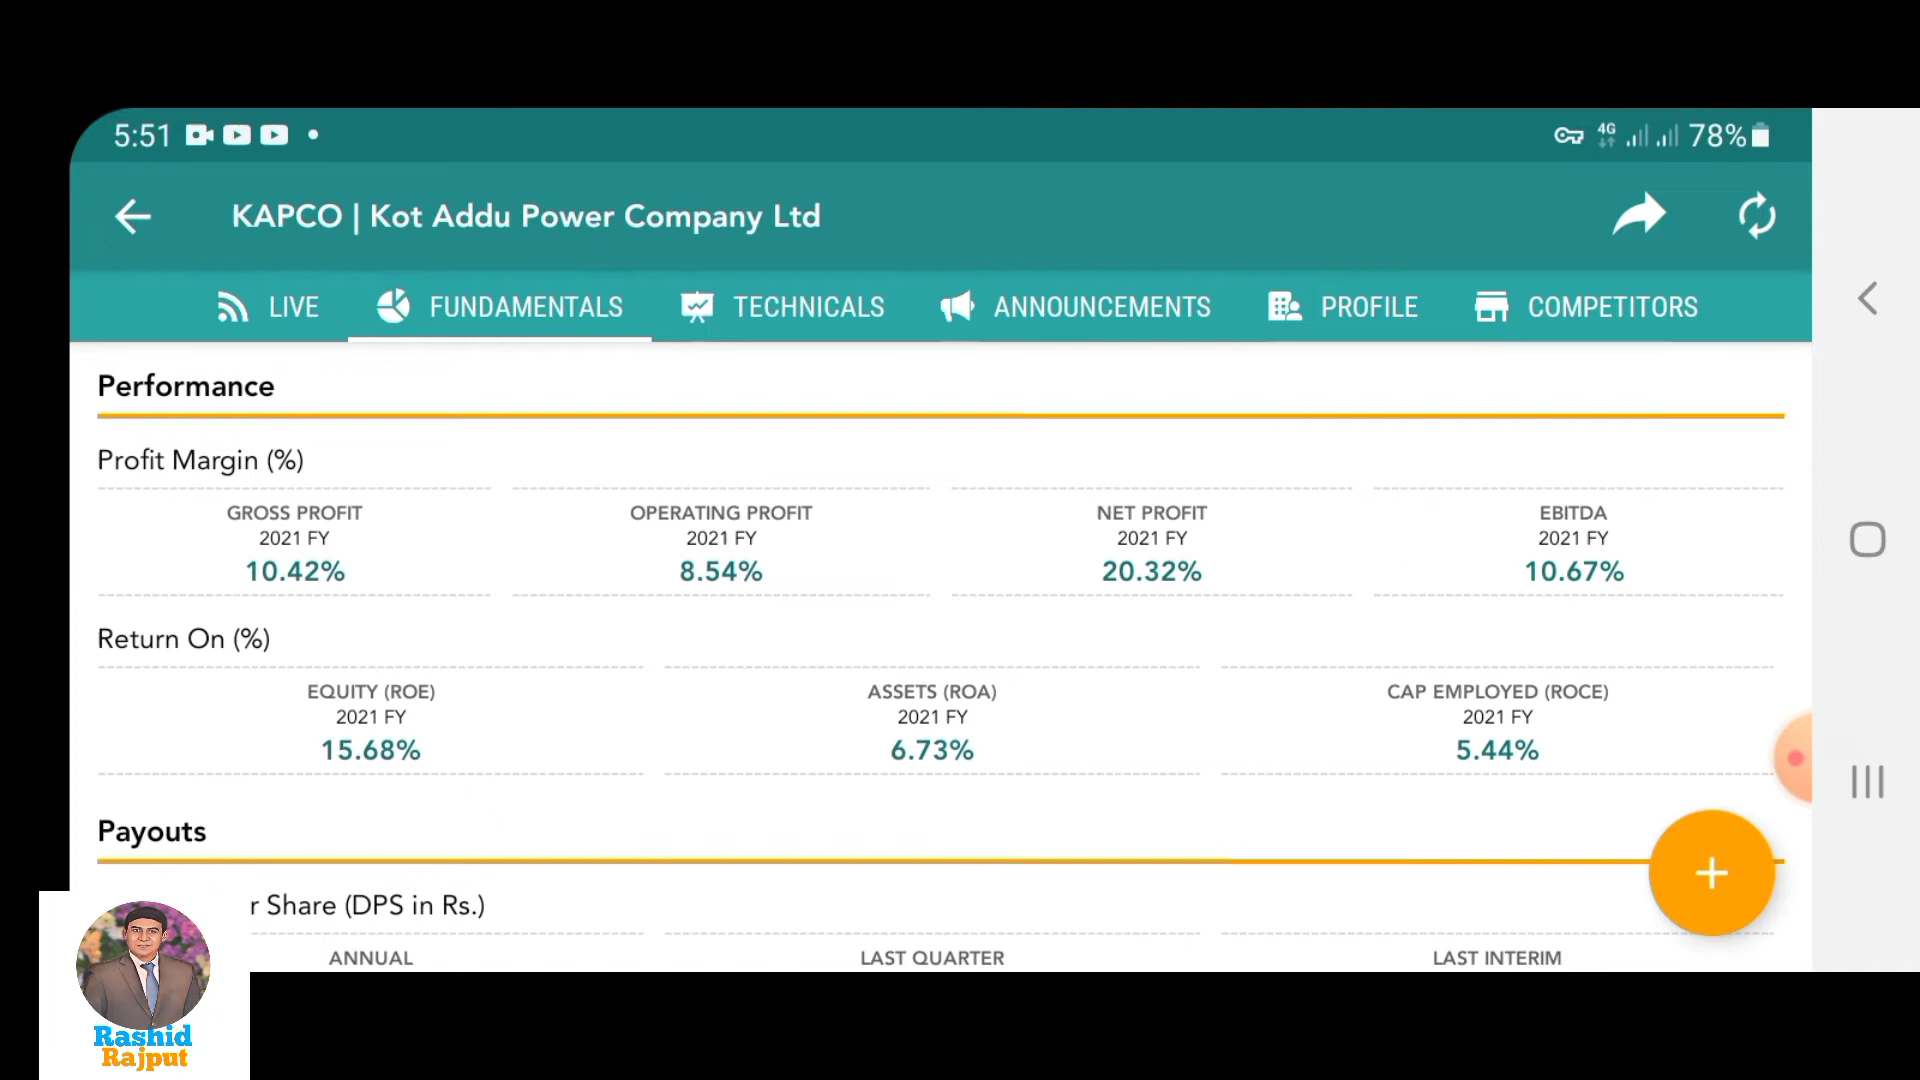 5:51
4G
78%
KAPCO | Kot Addu Power Company Ltd
LIVE FUNDAMENTALS TECHNICALS ANNOUNCEMENTS PROFILE COMPETITORS
Performance
Profit Margin (%)
GROSS PROFIT OPERATING PROFIT NET PROFIT EBITDA
2021 FY 2021 FY 2021 FY 2021 FY
10.42% 8.54% 20.32% 10.67%
Return On (%)
EQUITY (ROE) ASSETS (ROA) CAP EMPLOYED (ROCE)
2021 FY 2021 FY 2021 FY
15.68% 6.73% 5.44%
Payouts
r Share (DPS in Rs.)
ANNUAL LAST QUARTER LAST INTERIM
Rashid
Rajput